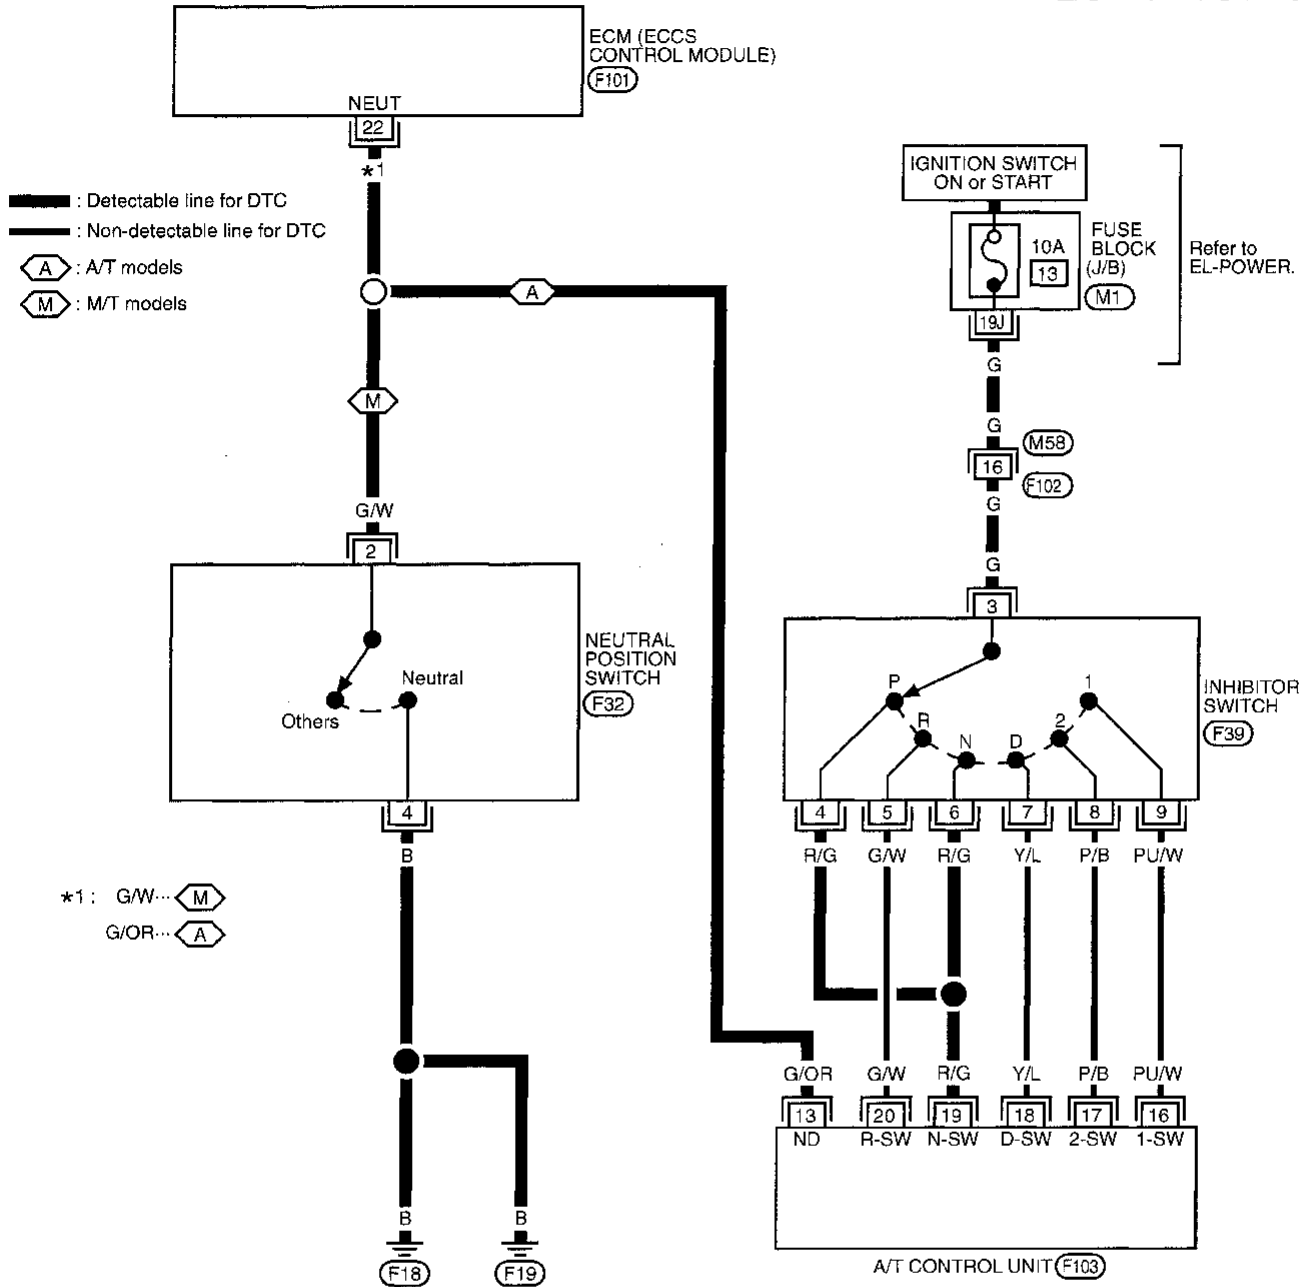 ECM (ECCS
CONTROL MODULE)
F101
NEUT
22
*1
: Detectable line for DTC
: Non-detectable line for DTC
A : A/T models
M : M/T models
A
M
G/W
2
NEUTRAL
POSITION
SWITCH
F32
Neutral
Others
4
B
*1 : G/W··· M
G/OR··· A
B
B
F18
F19
IGNITION SWITCH
ON or START
FUSE
BLOCK
(J/B)
M1
10A
13
Refer to
EL-POWER.
19J
G
G
M58
16
F102
G
G
3
INHIBITOR
SWITCH
F39
P
R
N
D
2
1
4
5
6
7
8
9
R/G
G/W
R/G
Y/L
P/B
PU/W
G/OR
G/W
R/G
Y/L
P/B
PU/W
13
20
19
18
17
16
ND
R-SW
N-SW
D-SW
2-SW
1-SW
A/T CONTROL UNIT F103